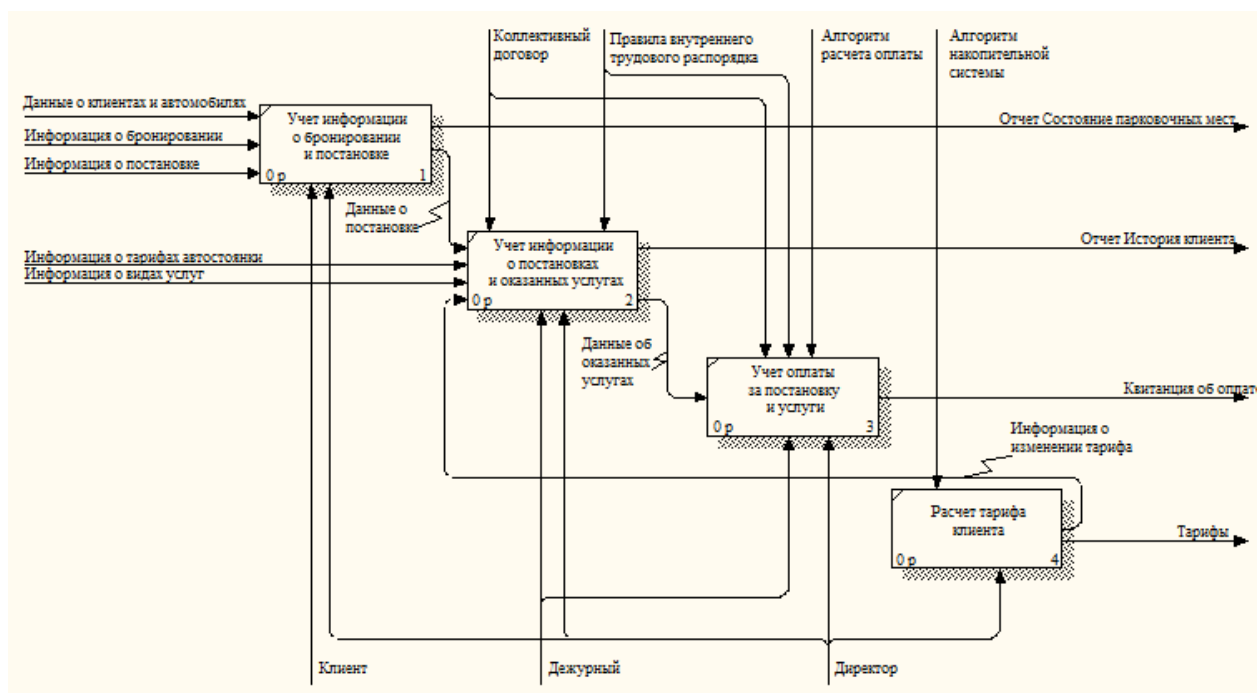 Коллективный
договор
Правила внутреннего
трудового распорядка
Алгоритм
расчета оплаты
Алгоритм
накопительной
системы
Данные о клиентах и автомобилях
Информация о бронировании
Информация о постановке
Учет информации
о бронировании
и постановке
0 р 1
Отчет Состояние парковочных мест
Данные о
постановке
Информация о тарифах автостоянки
Информация о видах услуг
Учет информации
о постановках
и оказанных услугах
0 р 2
Отчет История клиента
Данные об
оказанных
услугах
Учет оплаты
за постановку
и услуги
0 р 3
Квитанция об оплате
Информация о
изменении тарифа
Расчет тарифа
клиента
0 р 4
Тарифы
Клиент
Дежурный
Директор